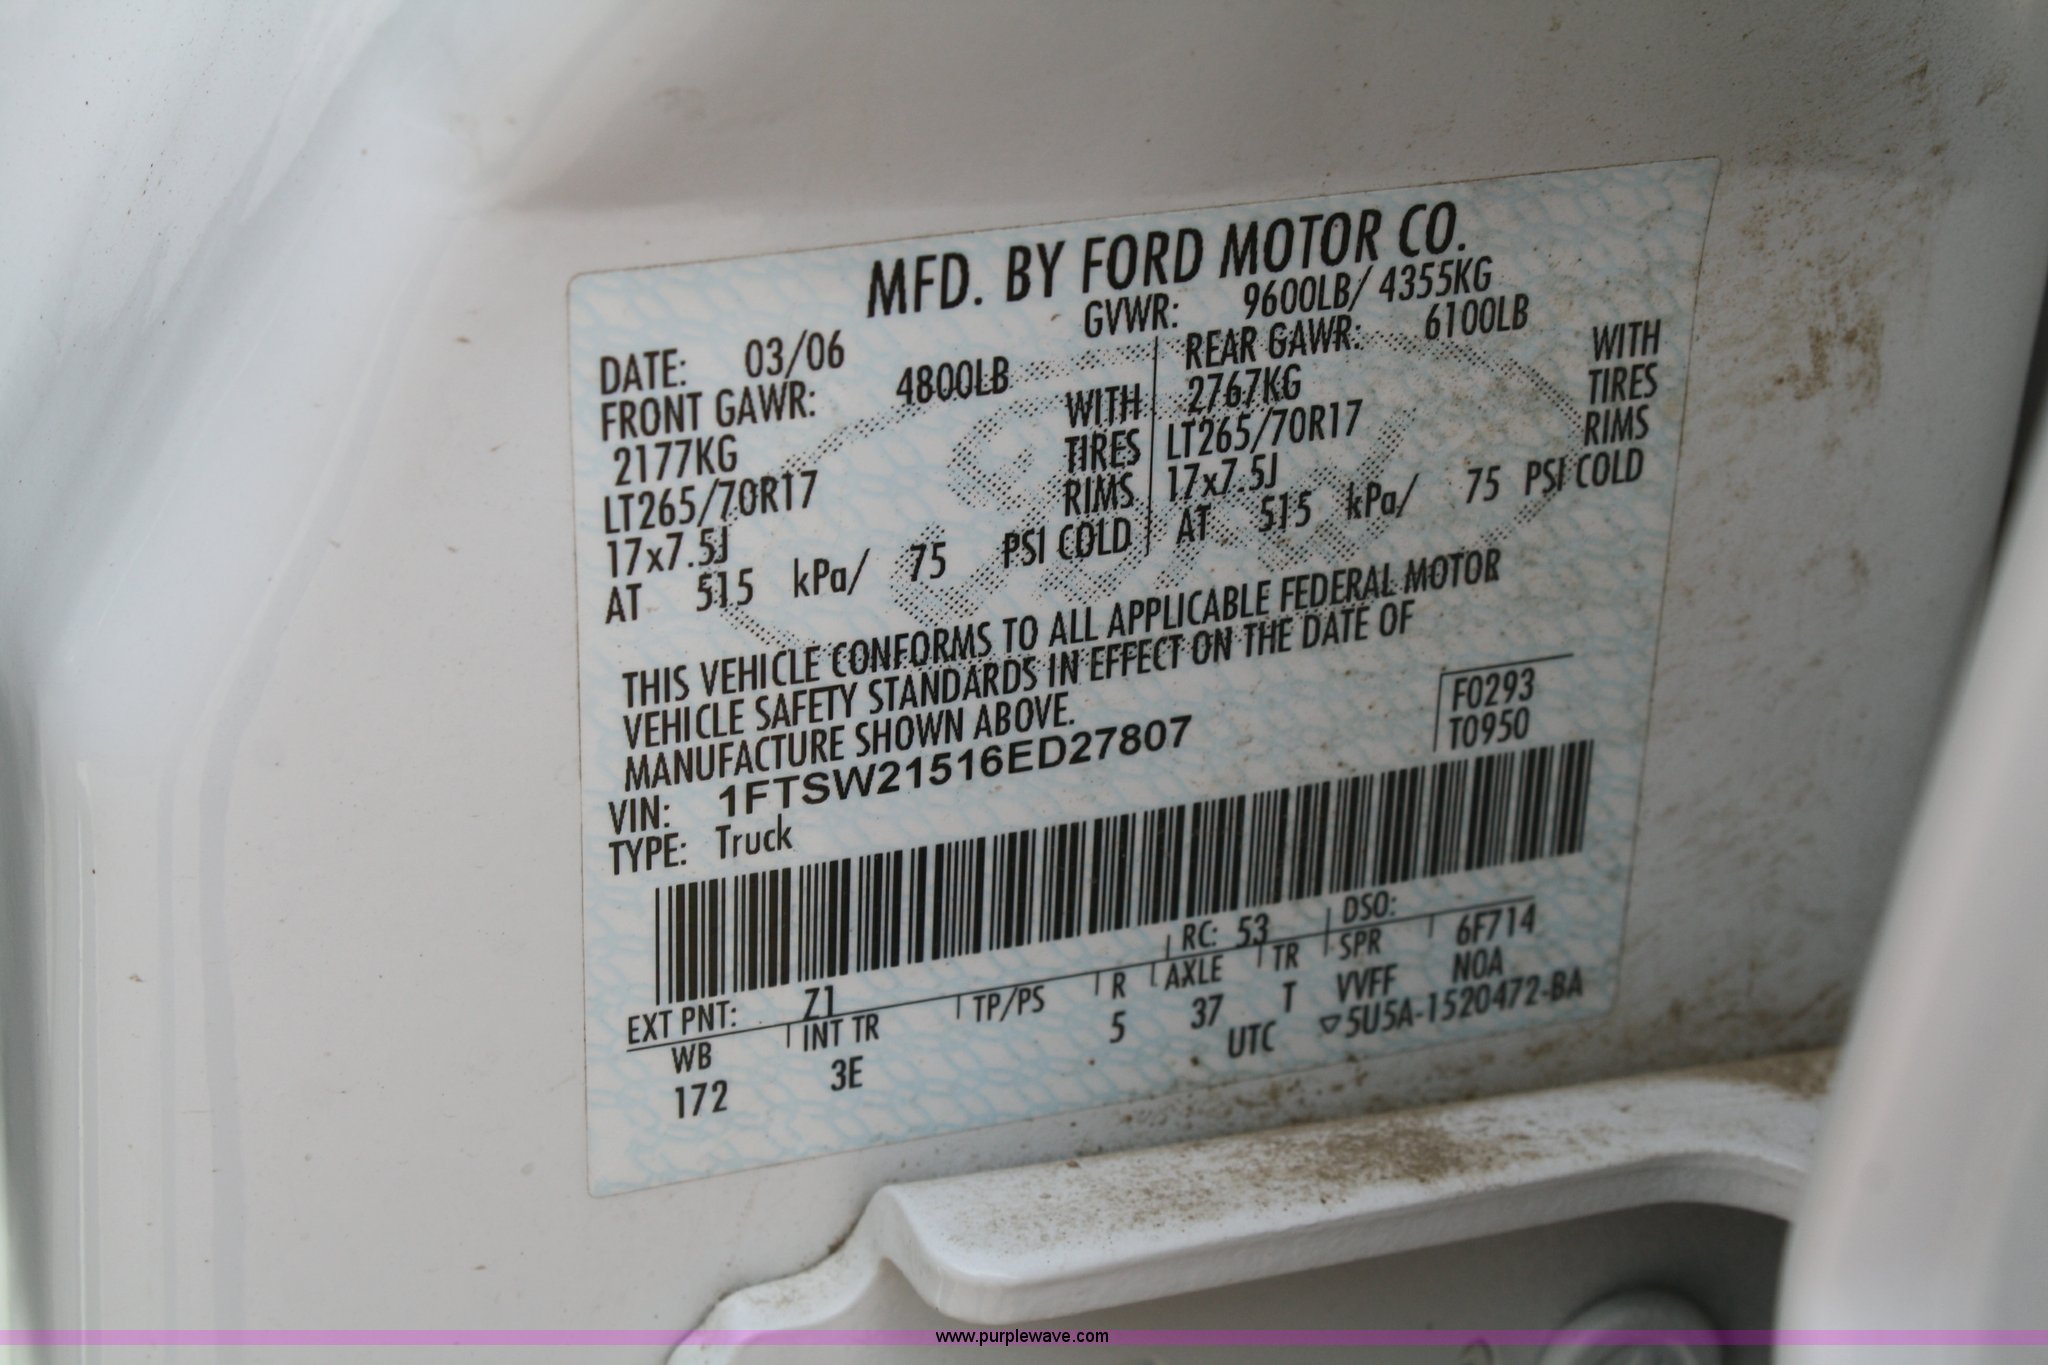 MFD. BY FORD MOTOR CO.
DATE: 03/06 GVWR: 9600LB/ 4355KG
FRONT GAWR: 4800LB REAR GAWR: 6100LB
2177KG WITH 2767KG WITH
LT265/70R17 TIRES LT265/70R17 TIRES
17x7.5J RIMS 17x7.5J RIMS
AT 515 kPa/ 75 PSI COLD AT 515 kPa/ 75 PSI COLD
THIS VEHICLE CONFORMS TO ALL APPLICABLE FEDERAL MOTOR
VEHICLE SAFETY STANDARDS IN EFFECT ON THE DATE OF
MANUFACTURE SHOWN ABOVE.
F0293
T0950
VIN: 1FTSW21516ED27807
TYPE: Truck
EXT PNT: Z1 RC: 53 DSO:
WB INT TR TP/PS R AXLE TR SPR 6F714
172 3E 5 37 T VVFF NOA
UTC ▽5U5A-1520472-BA
www.purplewave.com